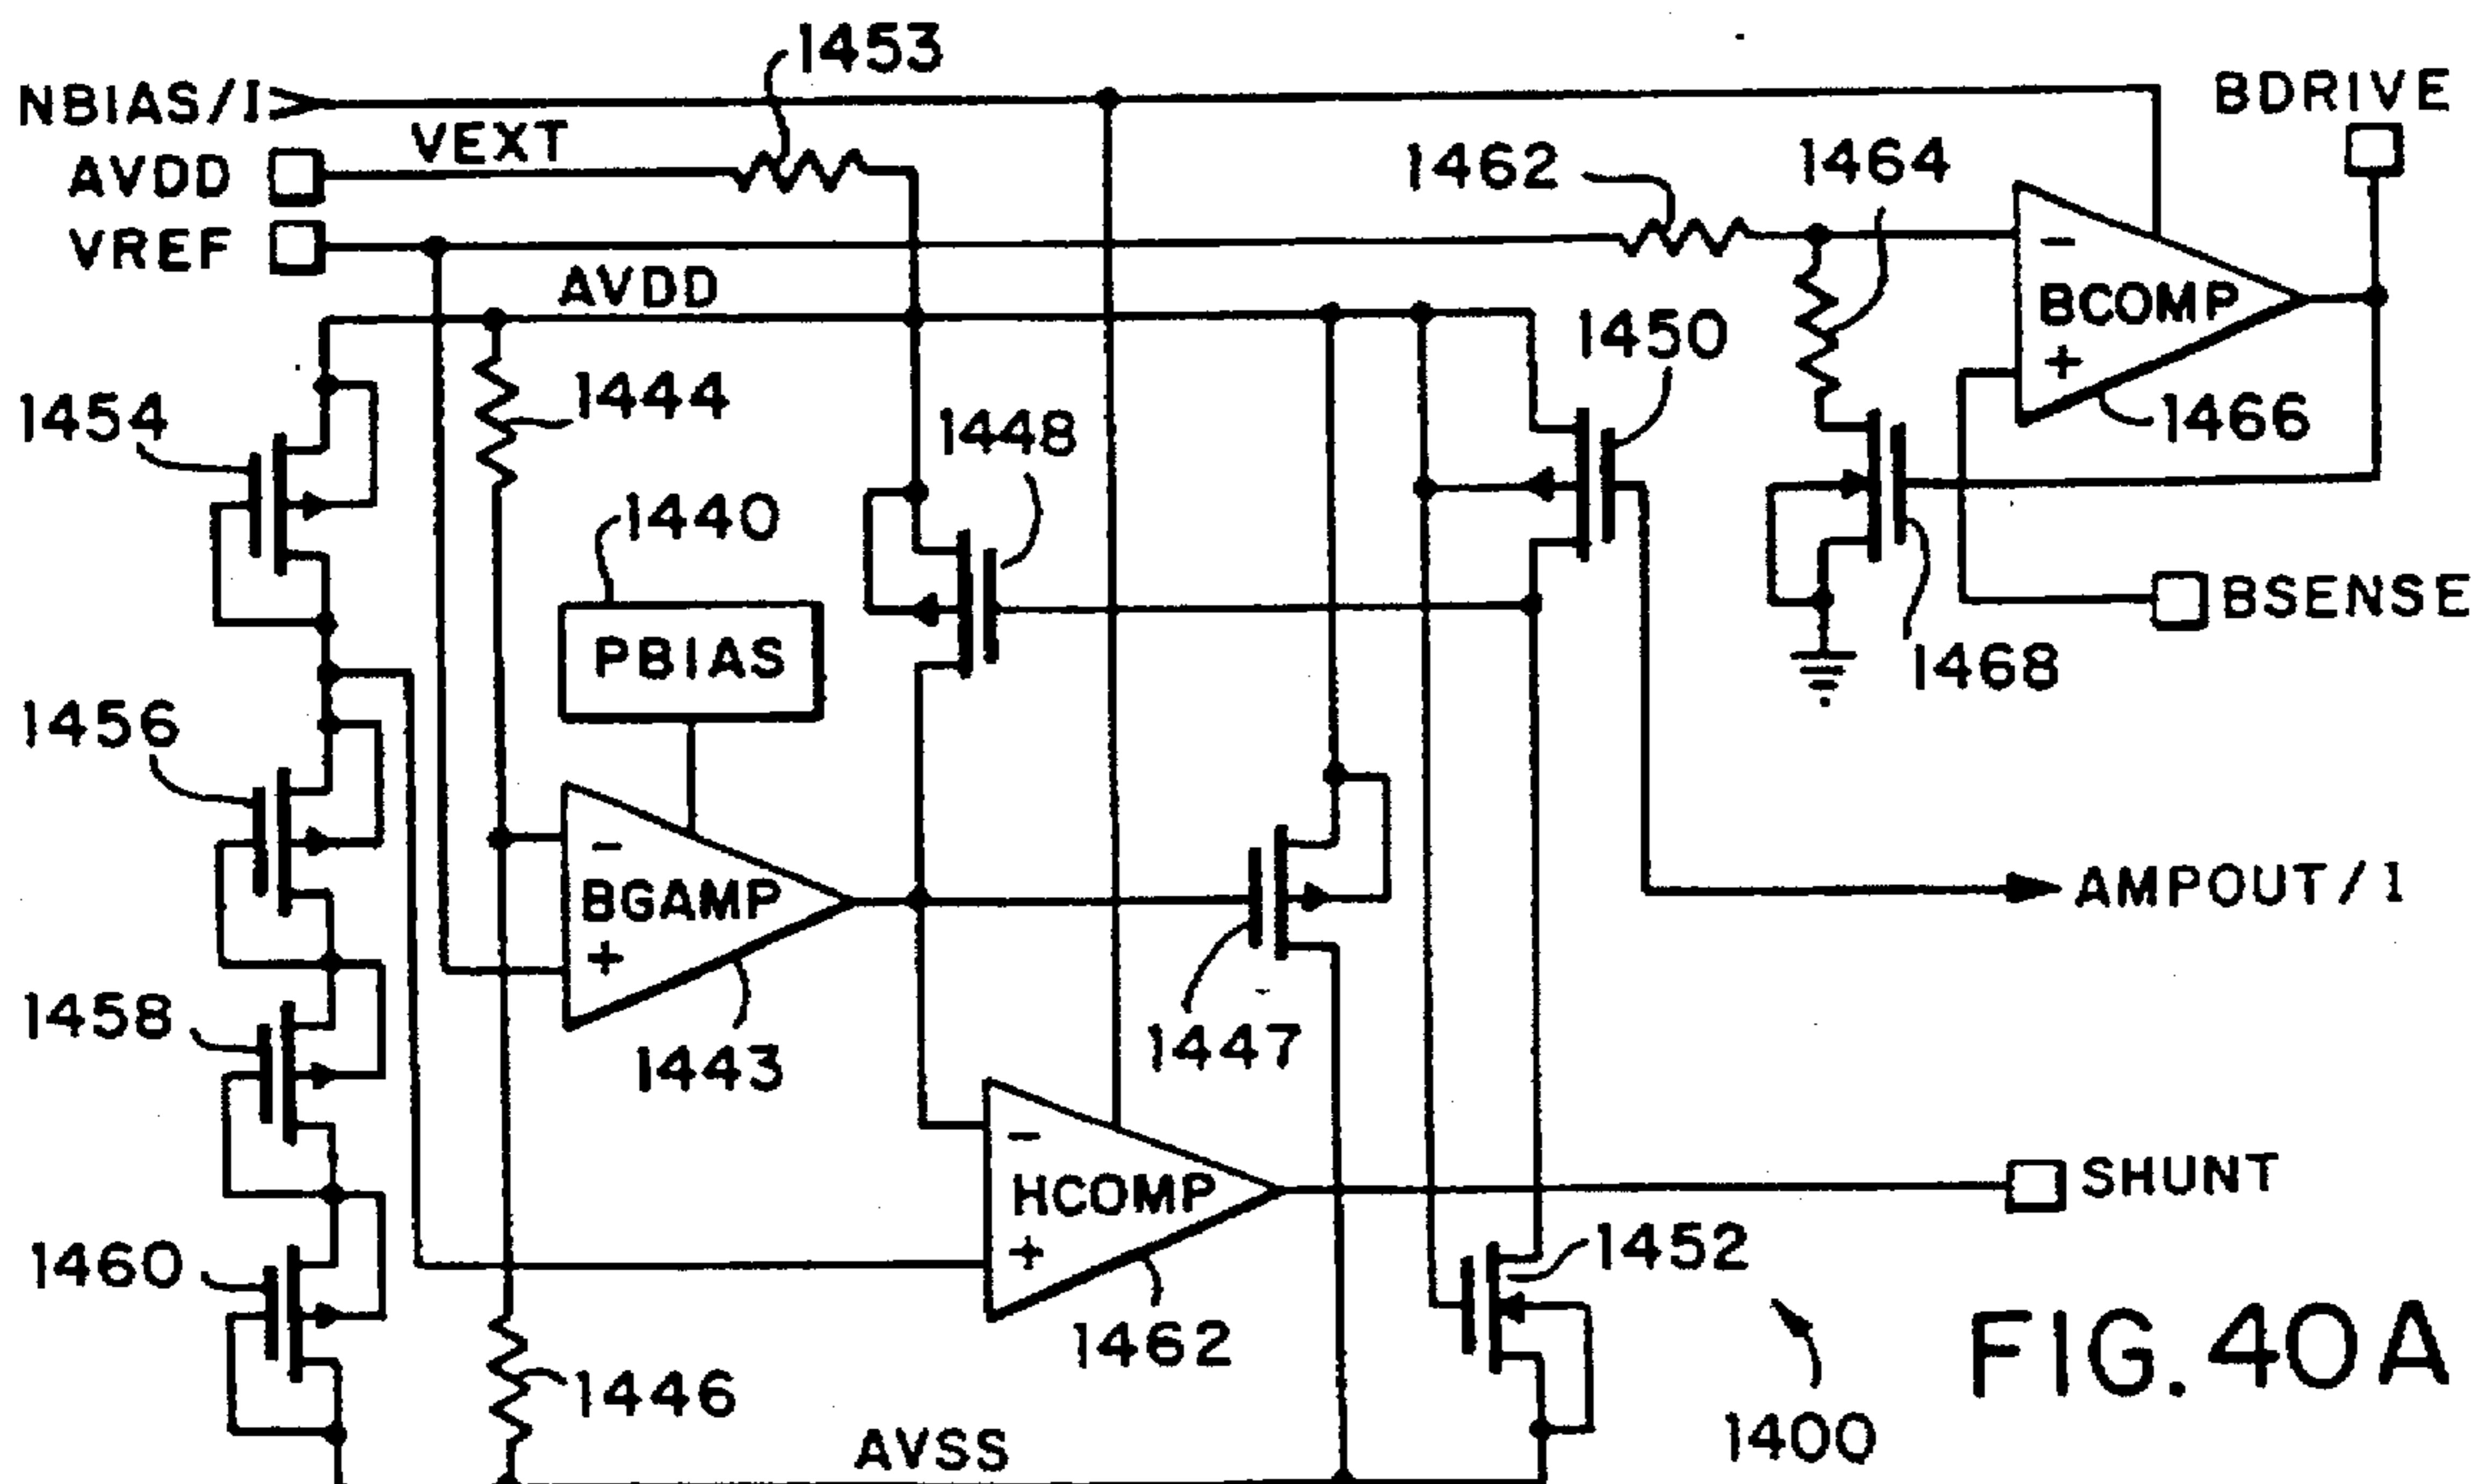 1453
NBIAS/I
BDRIVE
VEXT
AVDD
1462
1464
VREF
AVDD
-
BCOMP
+
1450
1444
1454
1448
1466
1440
PBIAS
BSENSE
1468
1456
-
BGAMP
+
AMPOUT/I
1458
1447
1443
-
HCOMP
+
SHUNT
1452
1460
1462
1446
FIG. 40A
1400
AVSS